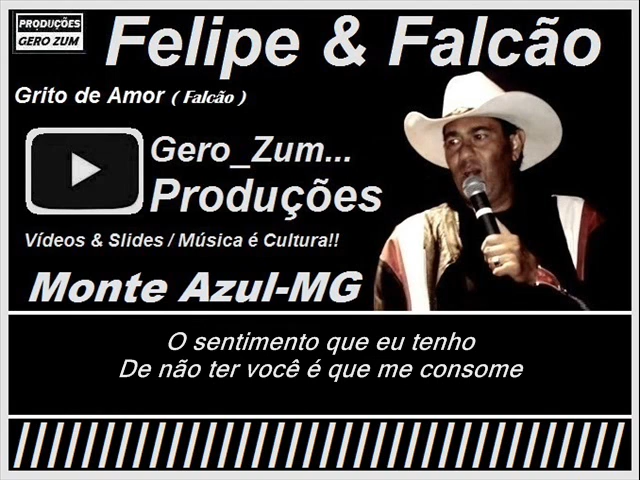 PRODUÇÕES
GERO ZUM
Felipe & Falcão
Grito de Amor ( Falcão )
Gero_Zum...
Produções
Vídeos & Slides / Música é Cultura!!
Monte Azul-MG
O sentimento que eu tenho
De não ter você é que me consome